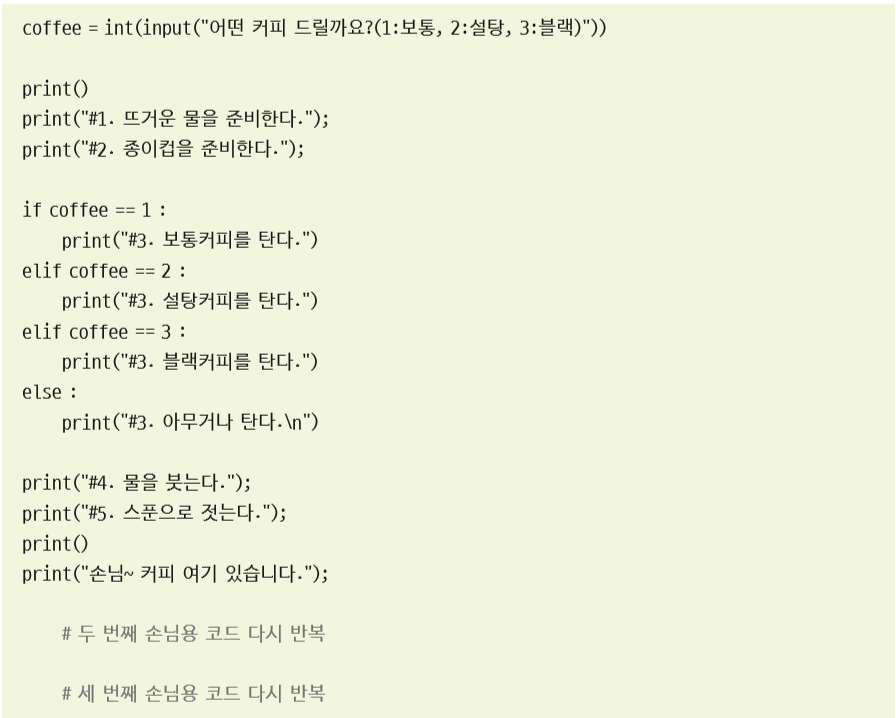 coffee = int(input("어떤 커피 드릴까요?(1:보통, 2:설탕, 3:블랙)"))
print()
print("#1. 뜨거운 물을 준비한다.");
print("#2. 종이컵을 준비한다.");
if coffee == 1 :
    print("#3. 보통커피를 탄다.")
elif coffee == 2 :
    print("#3. 설탕커피를 탄다.")
elif coffee == 3 :
    print("#3. 블랙커피를 탄다.")
else :
    print("#3. 아무거나 탄다.\n")
print("#4. 물을 붓는다.");
print("#5. 스푼으로 젓는다.");
print()
print("손님~ 커피 여기 있습니다.");
    # 두 번째 손님용 코드 다시 반복
    # 세 번째 손님용 코드 다시 반복